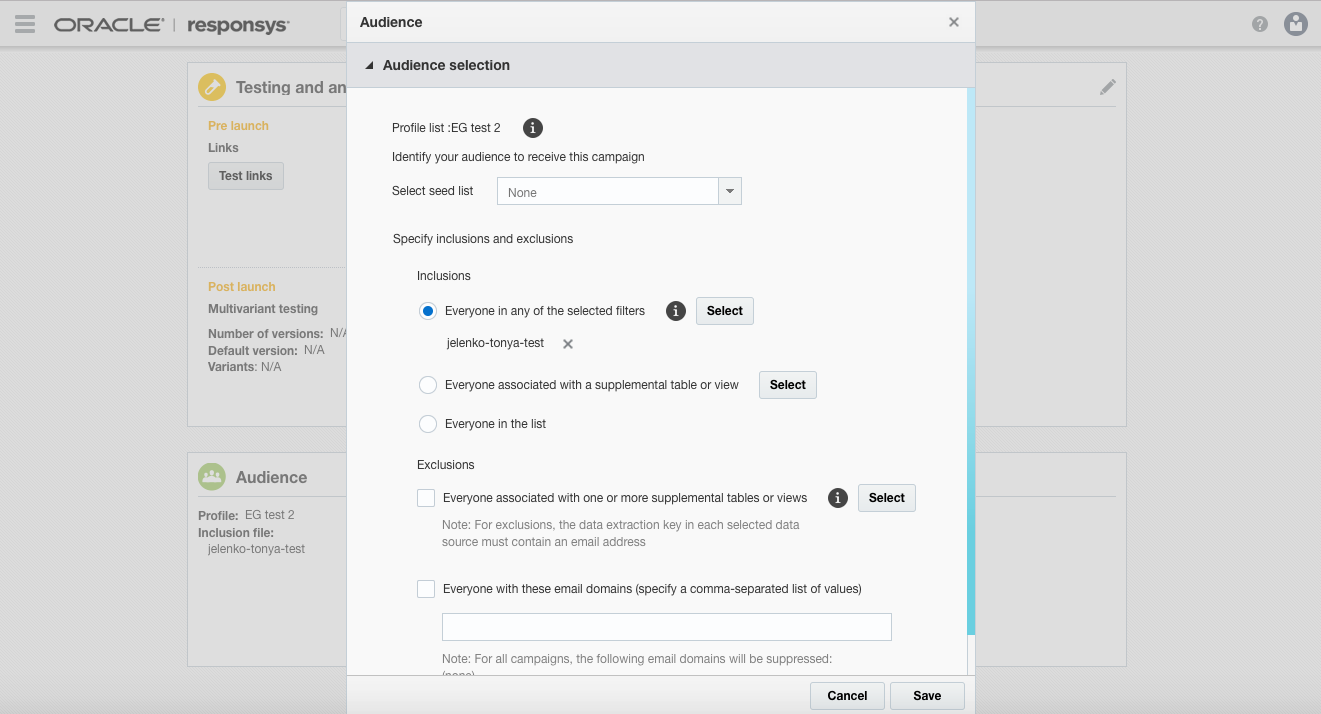 ORACLE | responsys
Audience
Audience selection
Testing and an
Pre launch
Links
Test links
Post launch
Multivariant testing
Number of versions: N/A
Default version: N/A
Variants: N/A
Audience
Profile: EG test 2
Inclusion file:
jelenko-tonya-test
Profile list :EG test 2
Identify your audience to receive this campaign
Select seed list None
Specify inclusions and exclusions
Inclusions
Everyone in any of the selected filters Select
jelenko-tonya-test
Everyone associated with a supplemental table or view Select
Everyone in the list
Exclusions
Everyone associated with one or more supplemental tables or views Select
Note: For exclusions, the data extraction key in each selected data
source must contain an email address
Everyone with these email domains (specify a comma-separated list of values)
Note: For all campaigns, the following email domains will be suppressed:
(none)
Cancel Save